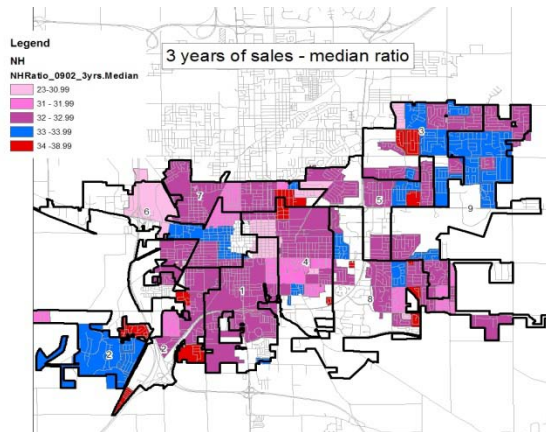 3 years of sales - median ratio
Legend
NH
NHRatio_0902_3yrs.Median
23-30.99
31 - 31.99
32 - 32.99
33 - 33.99
34 - 38.99
3
7
5
6
9
4
1
8
2
2